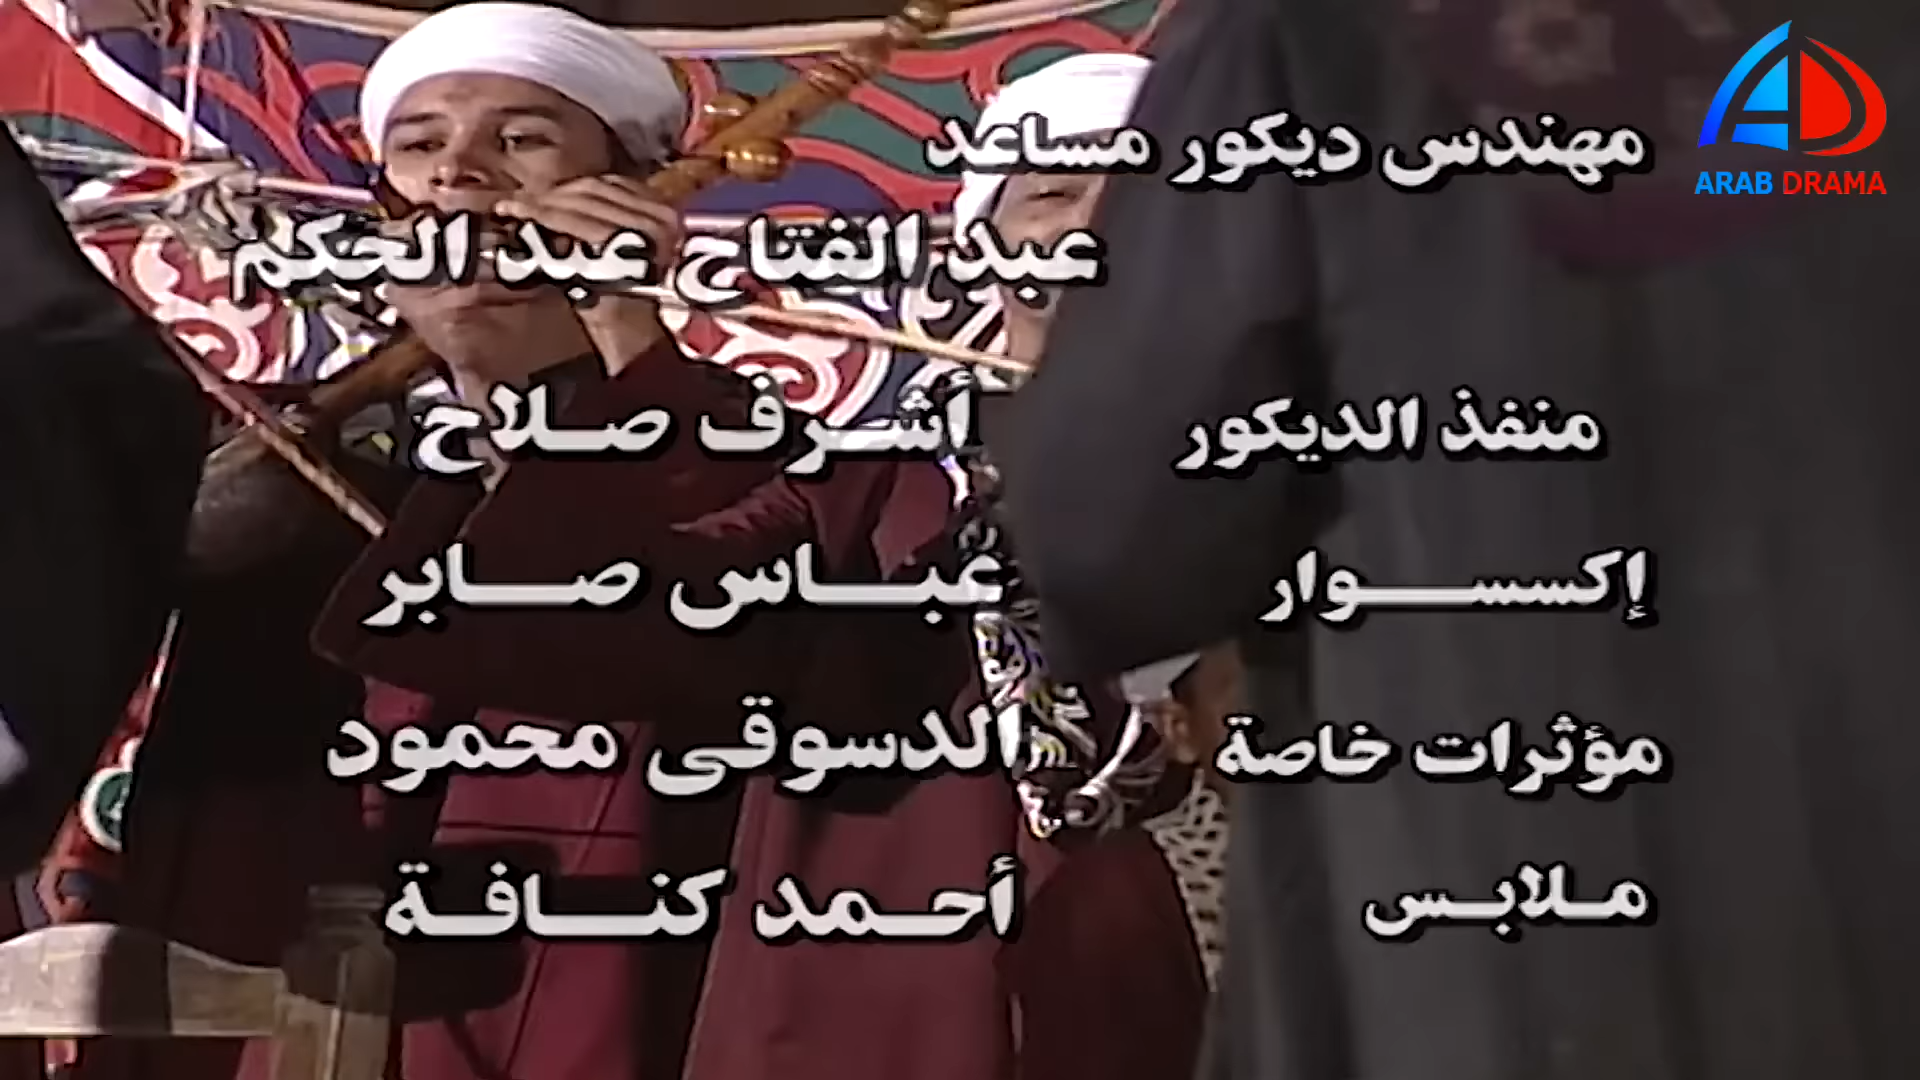 مهندس ديكور مساعد
عبد الفتاح عبد الحكم
منفذ الديكور أشرف صلاح
إكسسوار عباس صابر
مؤثرات خاصة الدسوقى محمود
ملابس أحمد كنافة
ARAB DRAMA